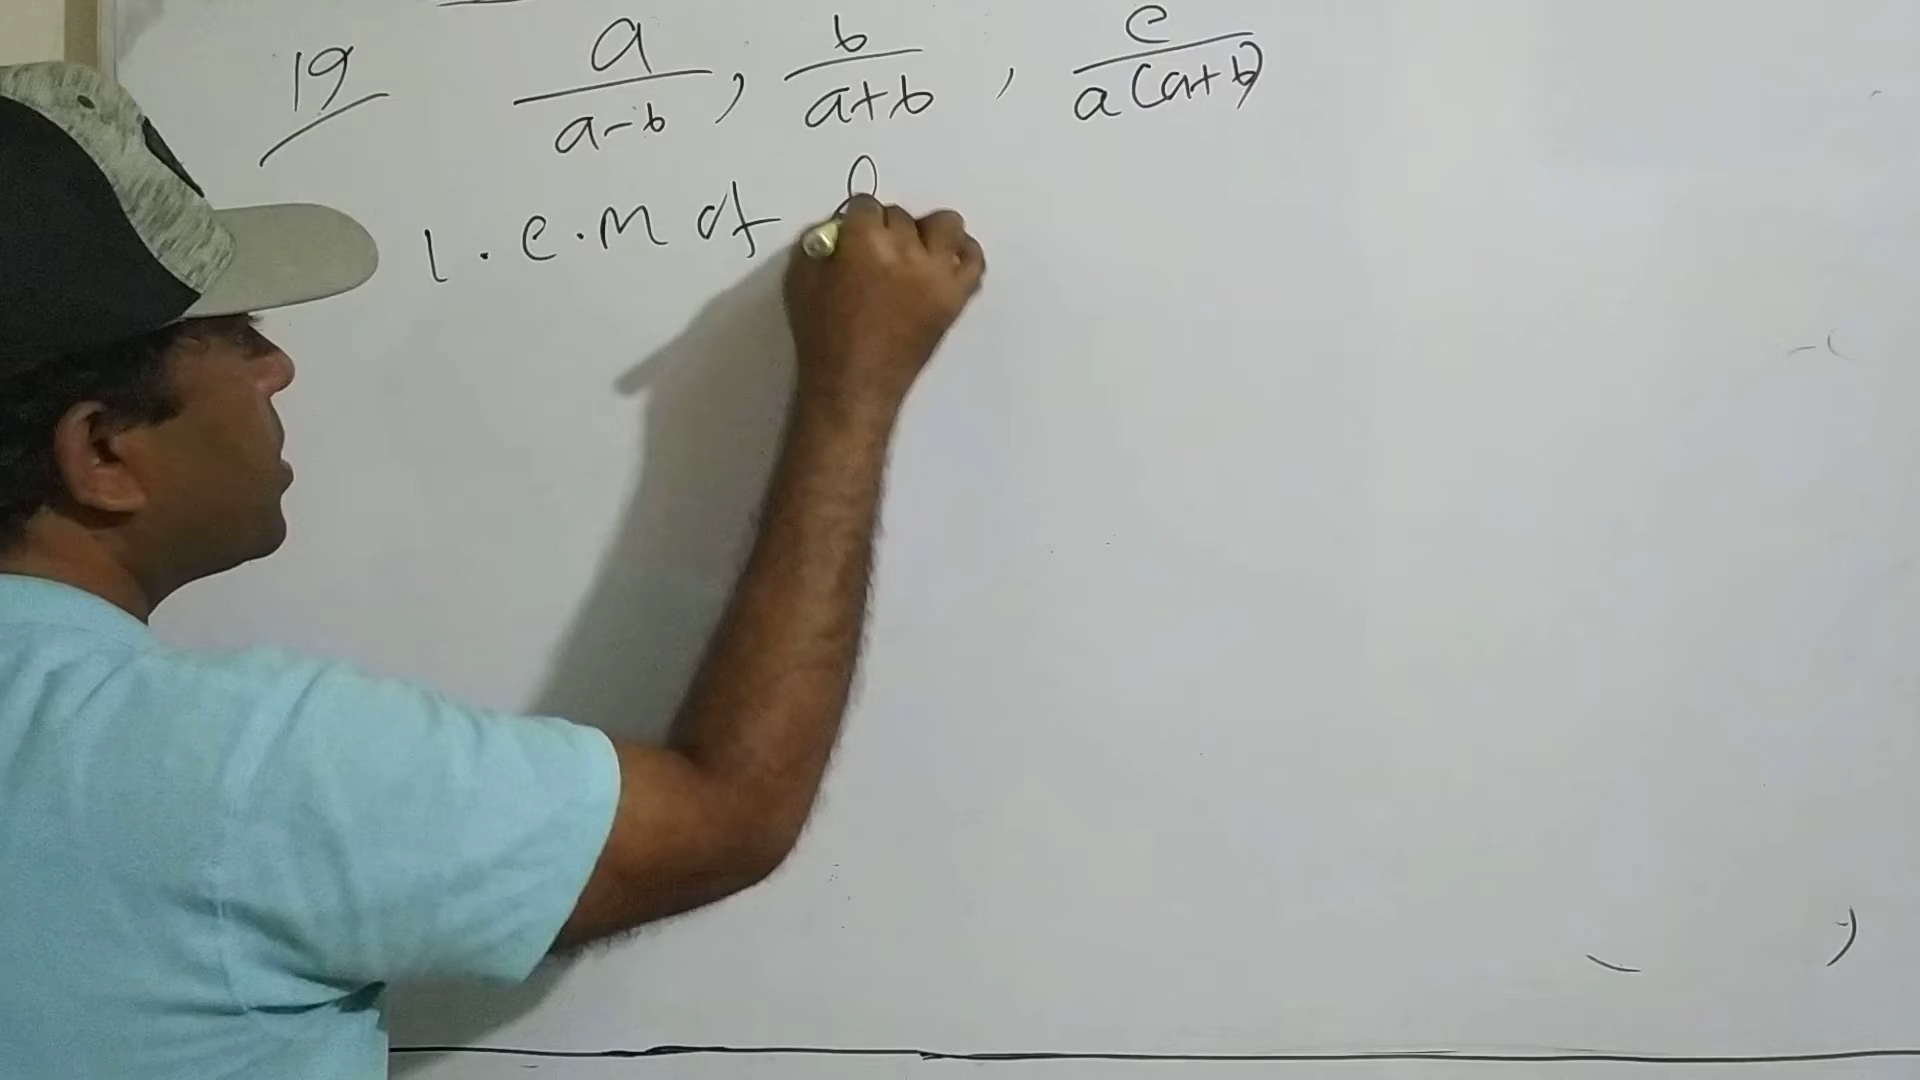 19 a/(a-b), b/(a+b), c/(a(a+b))
l.c.m of